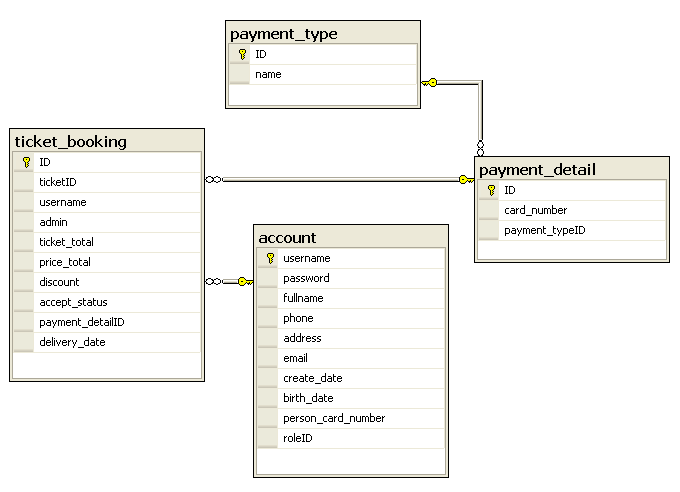 payment_type
ID
name
ticket_booking
ID
ticketID
username
admin
ticket_total
price_total
discount
accept_status
payment_detailID
delivery_date
payment_detail
ID
card_number
payment_typeID
account
username
password
fullname
phone
address
email
create_date
birth_date
person_card_number
roleID